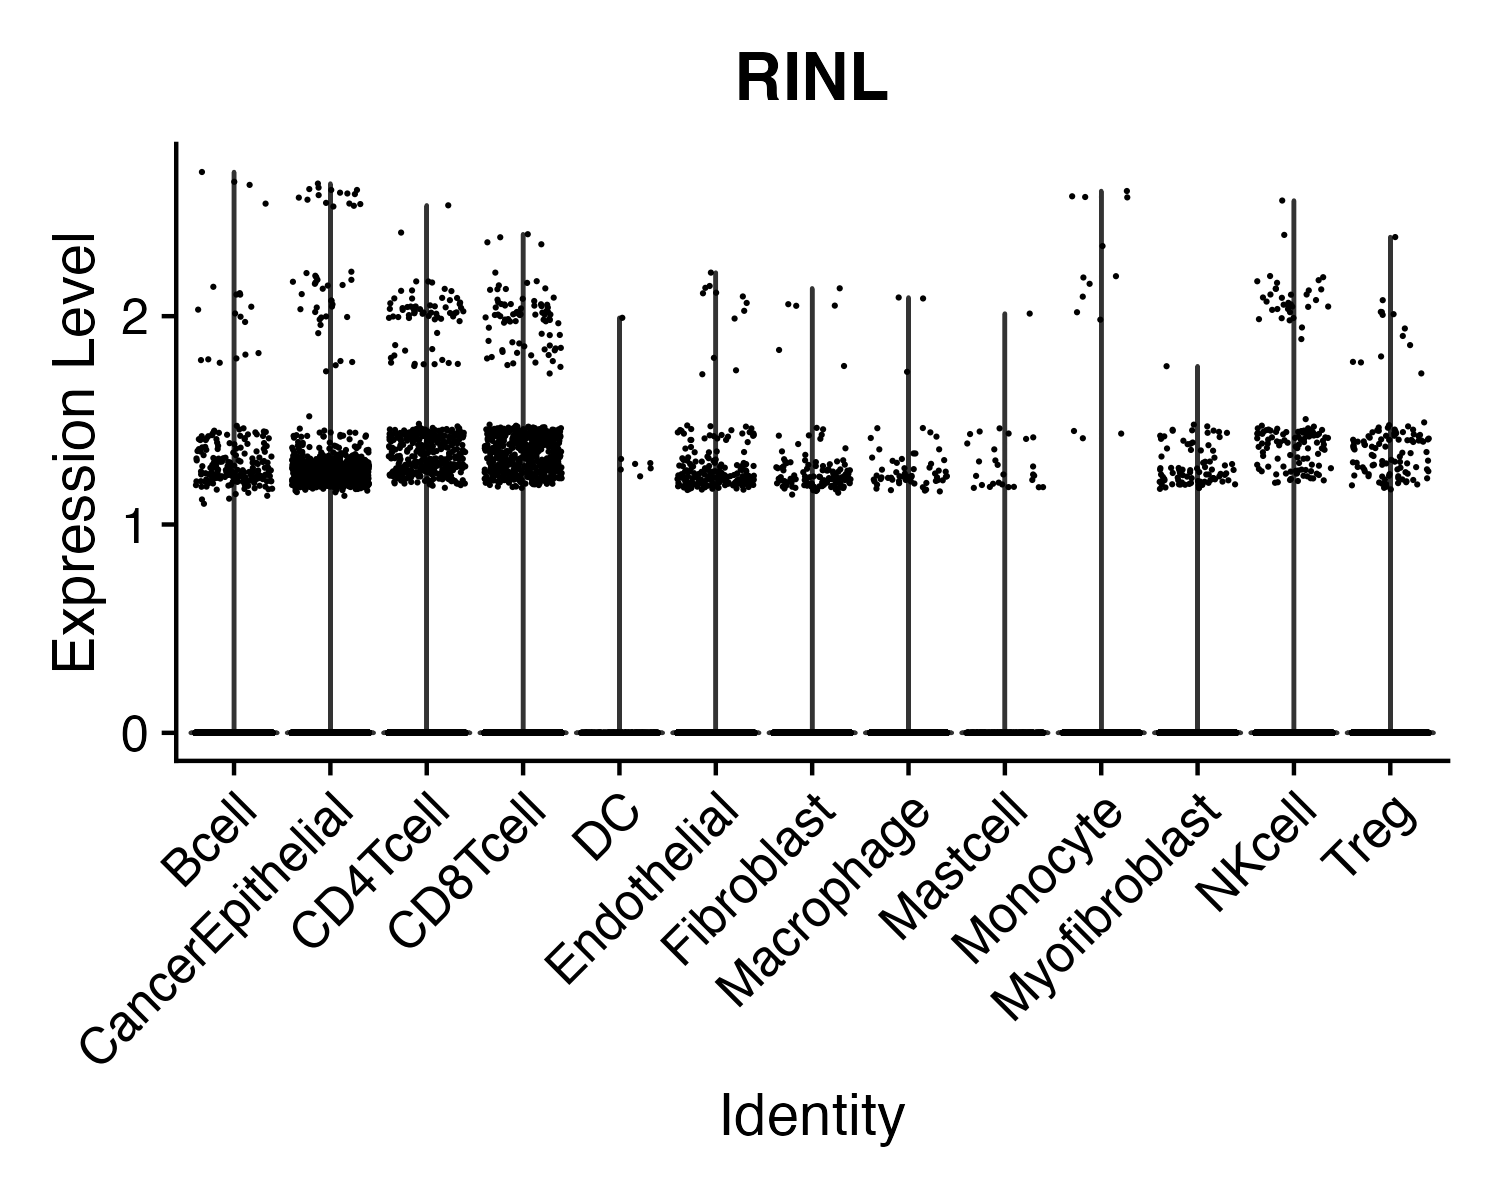 RINL
Expression Level
2
1
0
Bcell
CancerEpithelial
CD4Tcell
CD8Tcell
DC
Endothelial
Fibroblast
Macrophage
Mastcell
Monocyte
Myofibroblast
NKcell
Treg
Identity